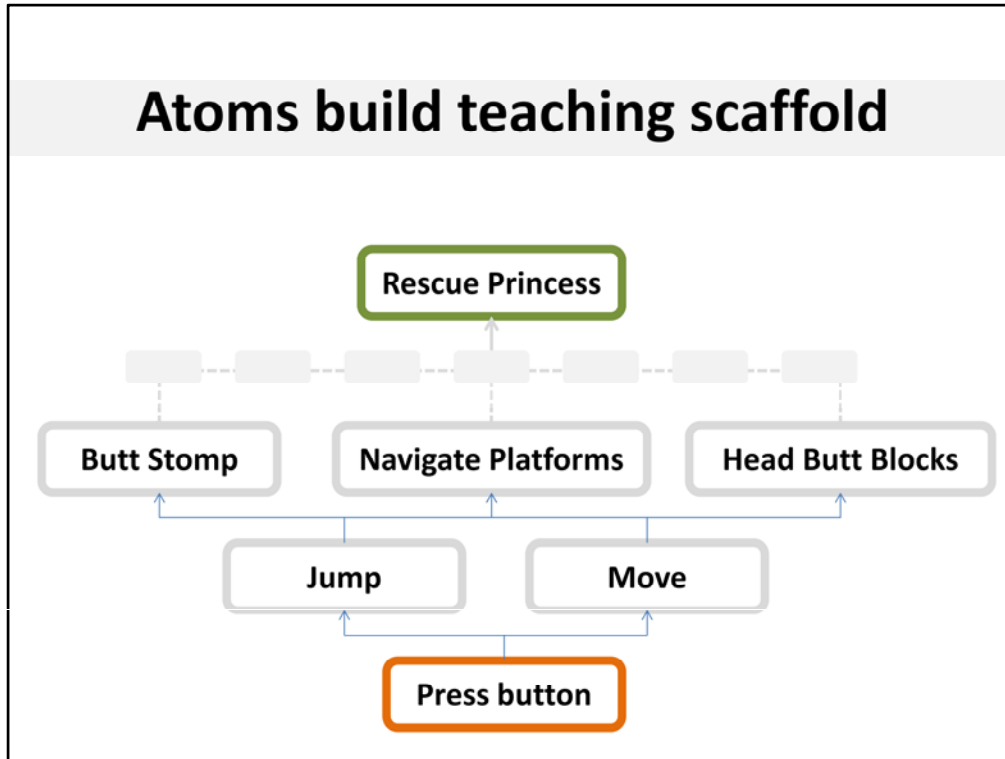 Atoms build teaching scaffold
Rescue Princess
Butt Stomp
Navigate Platforms
Head Butt Blocks
Jump
Move
Press button